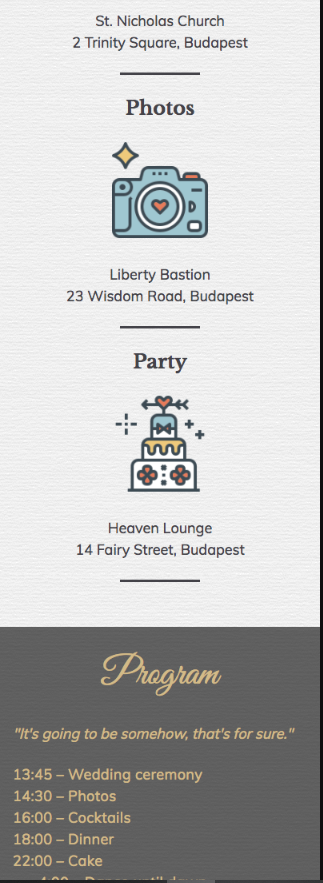 St. Nicholas Church
2 Trinity Square, Budapest
Photos
Liberty Bastion
23 Wisdom Road, Budapest
Party
Heaven Lounge
14 Fairy Street, Budapest
Program
"It's going to be somehow, that's for sure."
13:45 – Wedding ceremony
14:30 – Photos
16:00 – Cocktails
18:00 – Dinner
22:00 – Cake